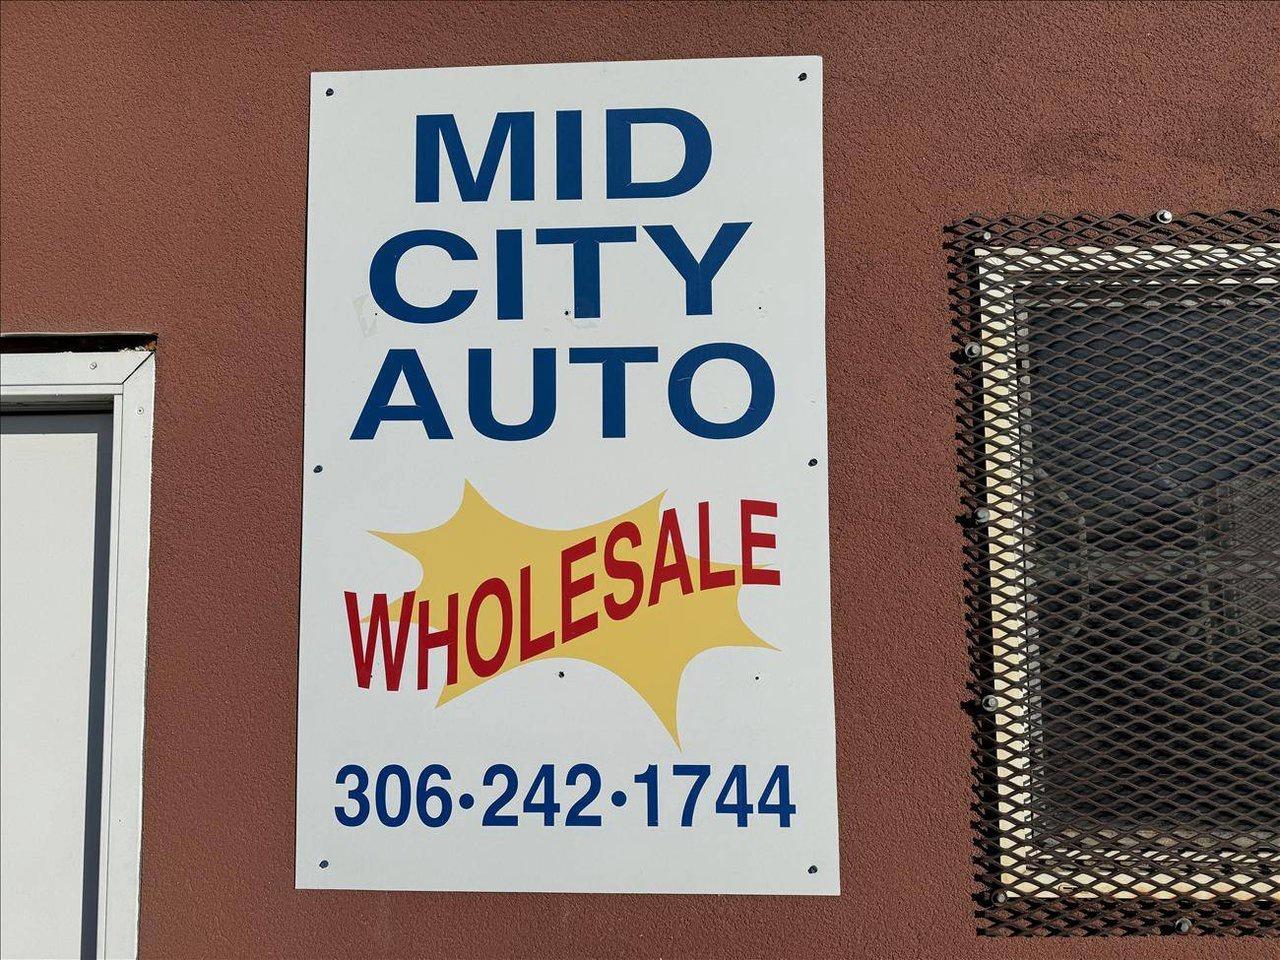 MID
CITY
AUTO
WHOLESALE
306·242·1744